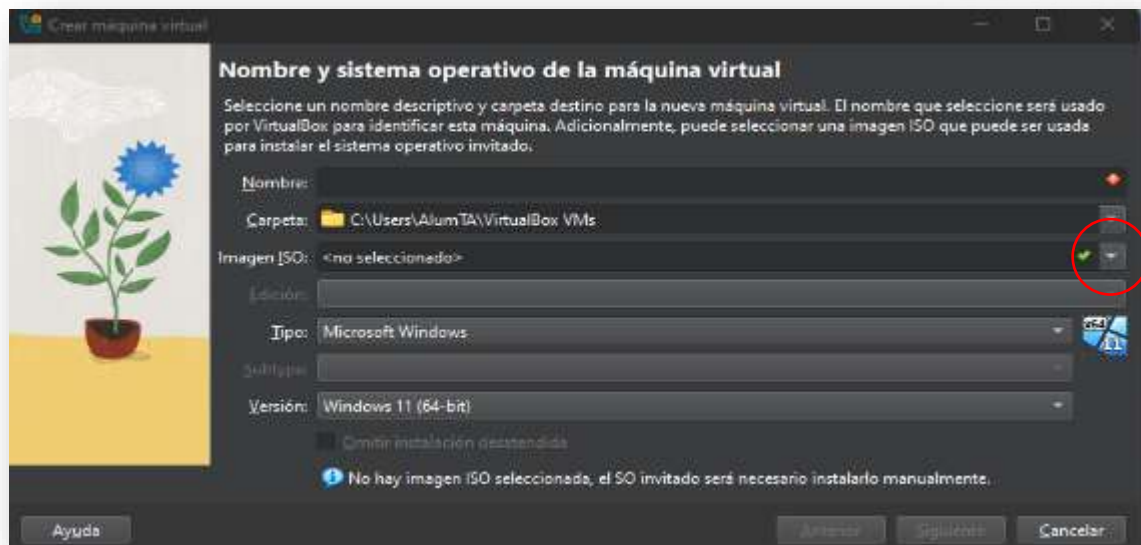 Crear máquina virtual
Nombre y sistema operativo de la máquina virtual
Seleccione un nombre descriptivo y carpeta destino para la nueva máquina virtual. El nombre que seleccione será usado
por VirtualBox para identificar esta máquina. Adicionalmente, puede seleccionar una imagen ISO que puede ser usada
para instalar el sistema operativo invitado.
Nombre:
Carpeta: C:\Users\AlumTA\VirtualBox VMs
Imagen ISO: <no seleccionado>
Edición:
Tipo: Microsoft Windows
x64
11
Subtype:
Versión: Windows 11 (64-bit)
Omitir instalación desatendida
No hay imagen ISO seleccionada, el SO invitado será necesario instalarlo manualmente.
Ayuda Anterior Siguiente Cancelar